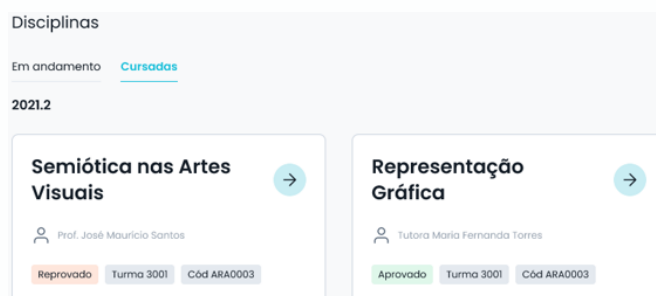 Disciplinas
Em andamento Cursadas
2021.2
Semiótica nas Artes
Visuais
Prof. José Maurício Santos
Reprovado Turma 3001 Cód ARA0003
Representação
Gráfica
Tutora Maria Fernanda Torres
Aprovado Turma 3001 Cód ARA0003